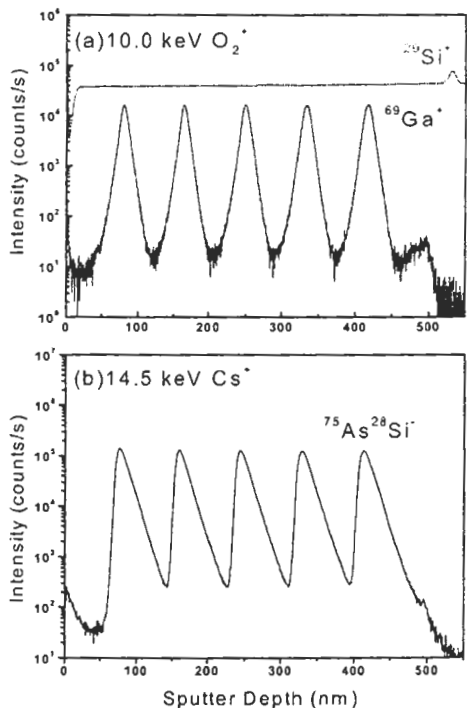 (a)10.0 keV O₂⁺
²⁹Si⁺
⁶⁹Ga⁺
Intensity (counts/s)
10⁶
10⁵
10⁴
10³
10²
10¹
10⁰
0 100 200 300 400 500
(b)14.5 keV Cs⁺
⁷⁵As²⁸Si⁻
Intensity (counts/s)
10⁷
10⁶
10⁵
10⁴
10³
10²
10¹
0 100 200 300 400 500
Sputter Depth (nm)